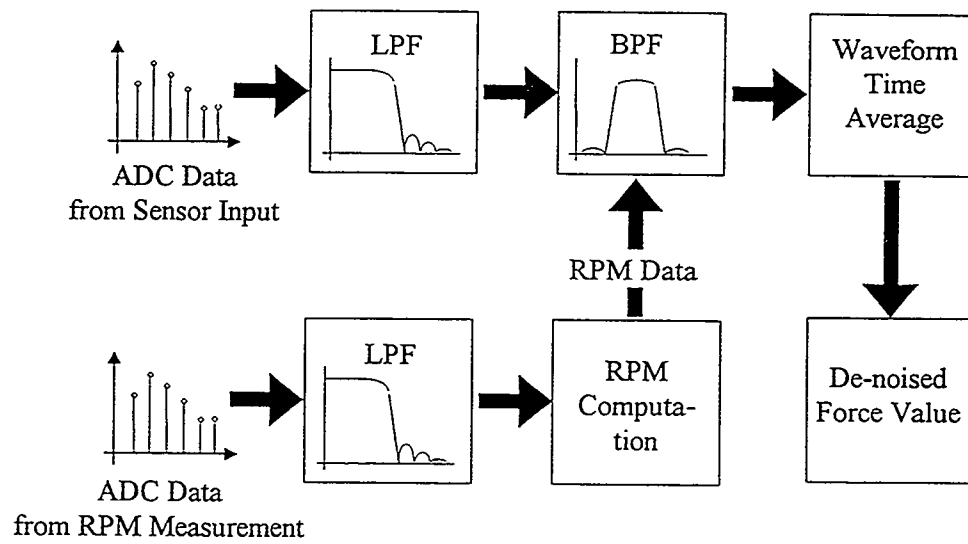 LPF
BPF
Waveform
Time
Average
ADC Data
from Sensor Input
RPM Data
LPF
RPM
Computa-
tion
De-noised
Force Value
ADC Data
from RPM Measurement